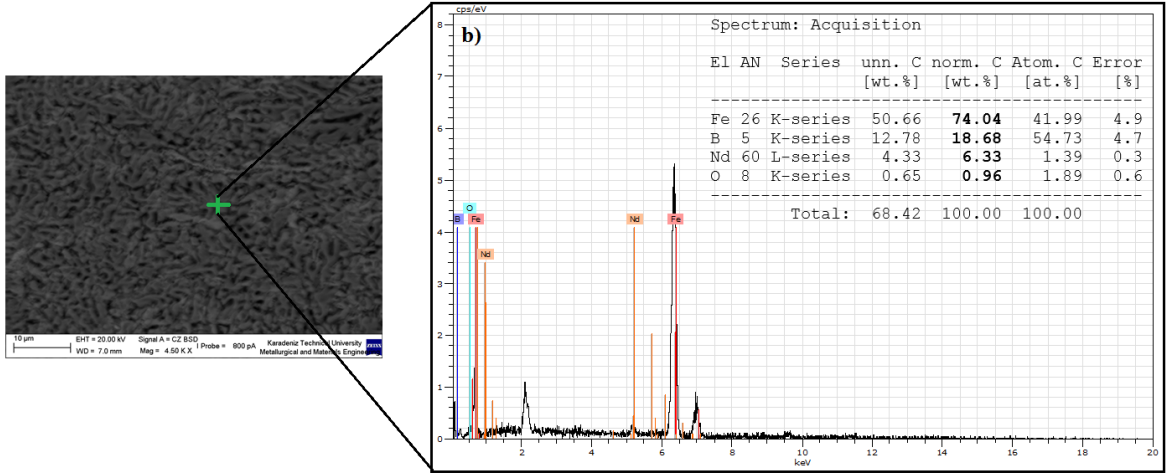 cps/eV
b)
Spectrum: Acquisition
El AN Series unn. C norm. C Atom. C Error
[wt.%] [wt.%] [at.%] [%]
Fe 26 K-series 50.66 74.04 41.99 4.9
B 5 K-series 12.78 18.68 54.73 4.7
Nd 60 L-series 4.33 6.33 1.39 0.3
O 8 K-series 0.65 0.96 1.89 0.6
Total: 68.42 100.00 100.00
8
7
6
5
4
3
2
1
0
O
B Fe
Nd
Nd
Fe
2 4 6 8 10 12 14 16 18 20
keV
10 µm
EHT = 20.00 kV Signal A = CZ BSD I Probe = 800 pA Karadeniz Technical University
WD = 7.0 mm Mag = 4.50 K X Metallurgical and Materials Enginee
ZEISS